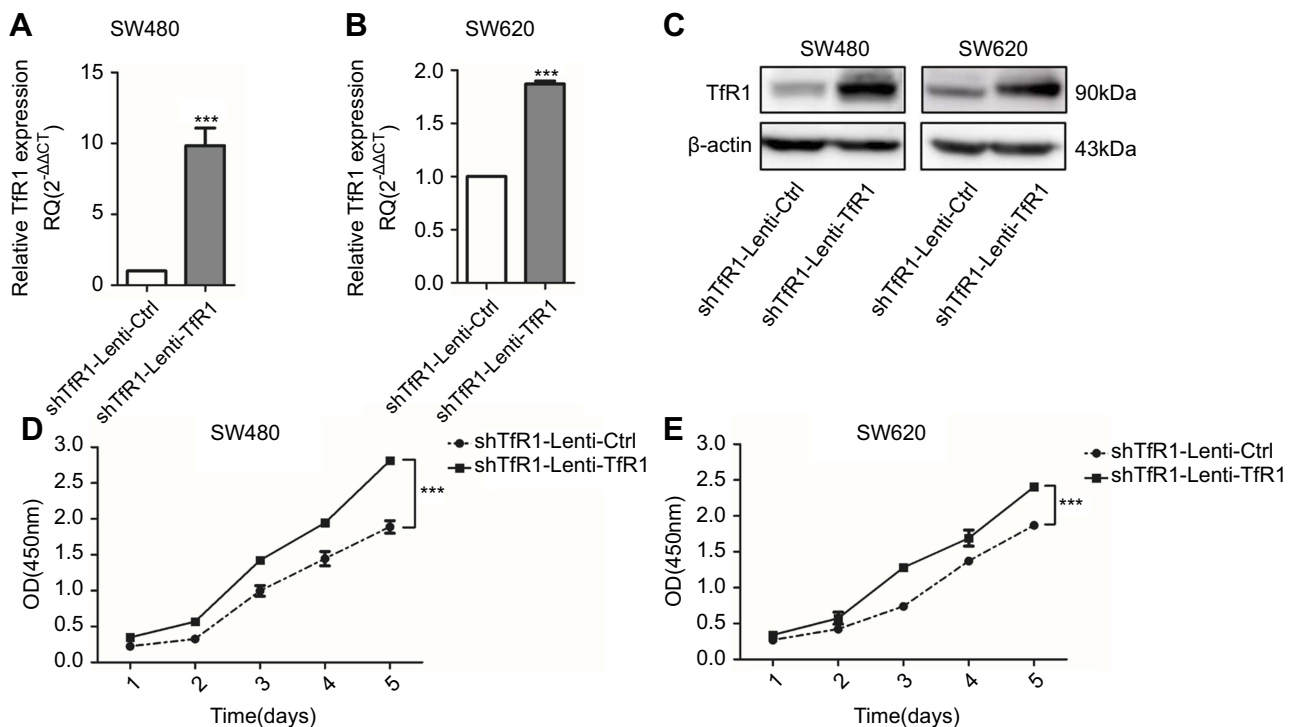 A
SW480
Relative TfR1 expression
RQ(2-ΔΔCT)
15
10
5
0
***
shTfR1-Lenti-Ctrl
shTfR1-Lenti-TfR1
B
SW620
Relative TfR1 expression
RQ(2-ΔΔCT)
2.0
1.5
1.0
0.5
0.0
***
shTfR1-Lenti-Ctrl
shTfR1-Lenti-TfR1
C
SW480
SW620
TfR1
90kDa
β-actin
43kDa
shTfR1-Lenti-Ctrl
shTfR1-Lenti-TfR1
shTfR1-Lenti-Ctrl
shTfR1-Lenti-TfR1
D
SW480
shTfR1-Lenti-Ctrl
shTfR1-Lenti-TfR1
***
OD(450nm)
3.0
2.5
2.0
1.5
1.0
0.5
0.0
1 2 3 4 5
Time(days)
E
SW620
shTfR1-Lenti-Ctrl
shTfR1-Lenti-TfR1
***
OD(450nm)
3.0
2.5
2.0
1.5
1.0
0.5
0.0
1 2 3 4 5
Time(days)